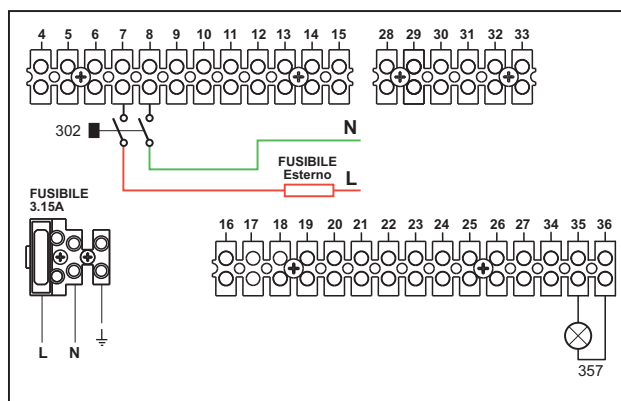 4 5 6 7 8 9 10 11 12 13 14 15 28 29 30 31 32 33
302
N
FUSIBILE
Esterno
L
FUSIBILE
3.15A
16 17 18 19 20 21 22 23 24 25 26 27 34 35 36
L N
357